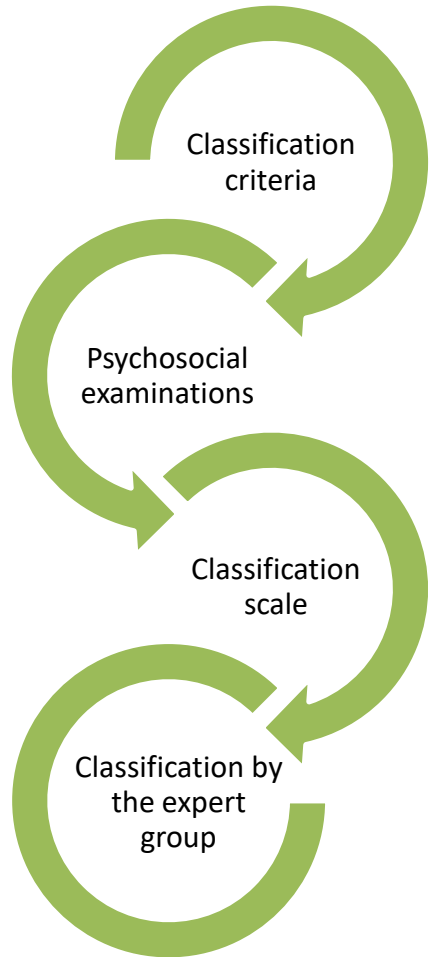 Classification
criteria
Psychosocial
examinations
Classification
scale
Classification by
the expert
group